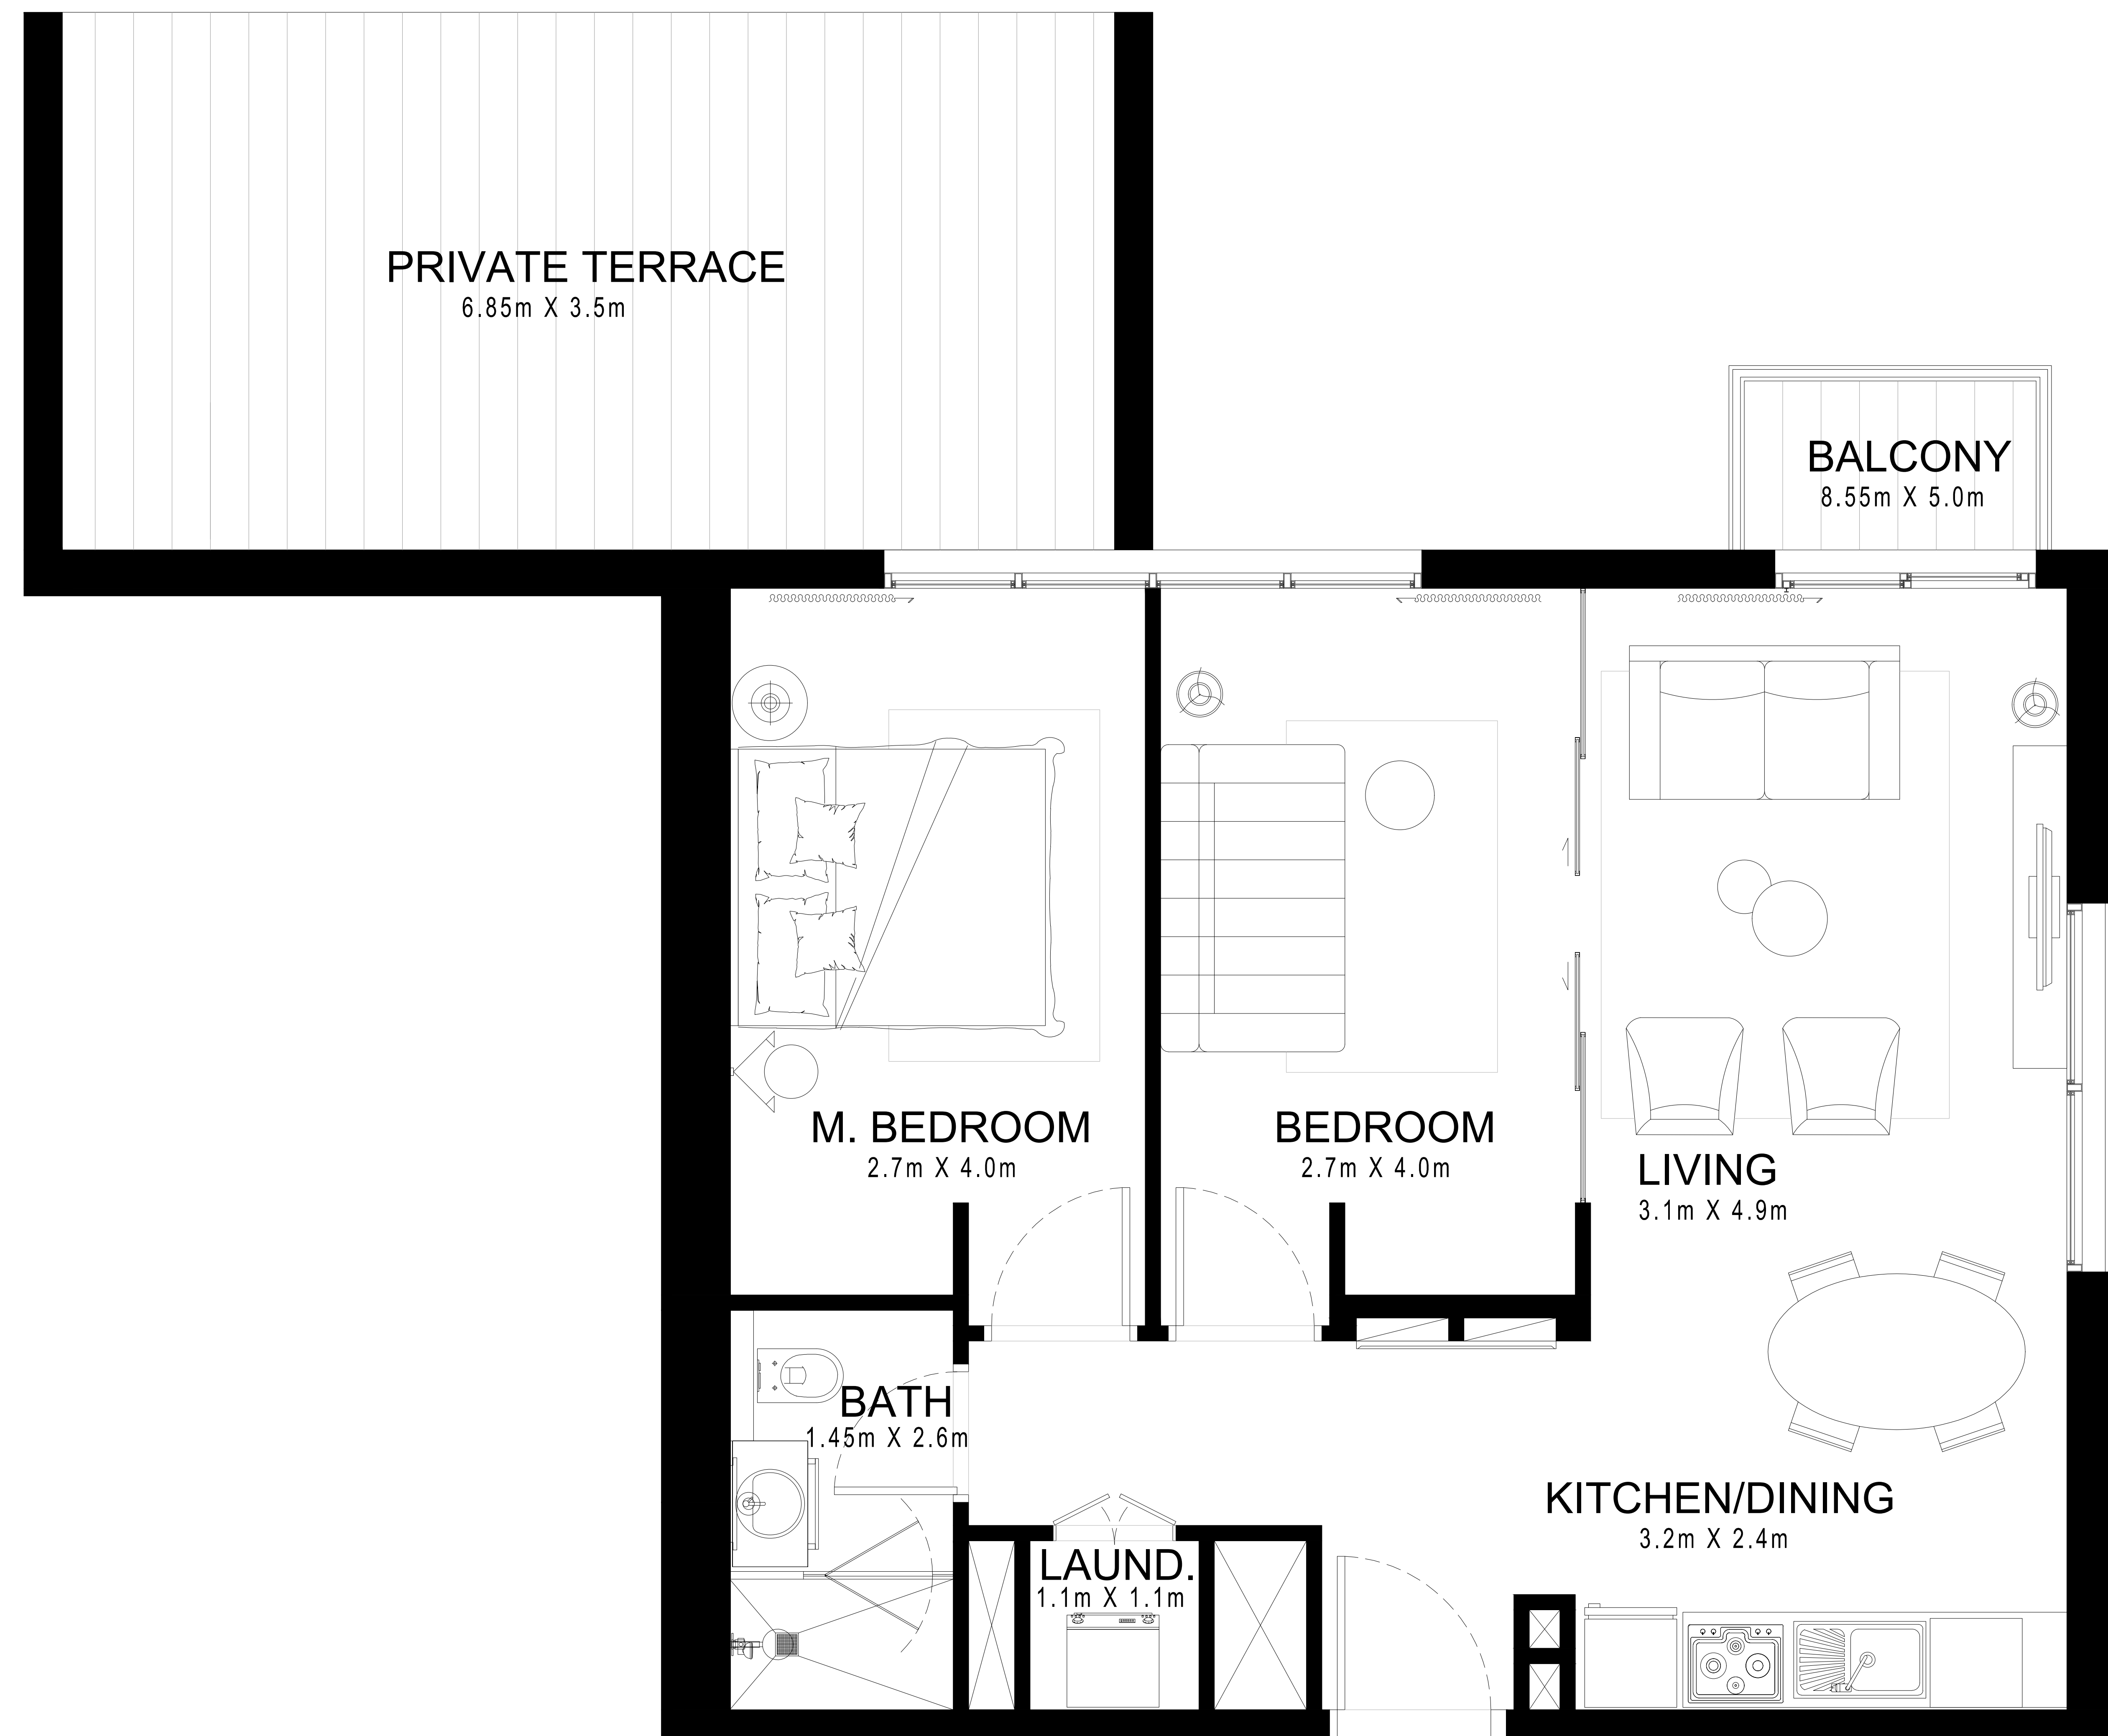 PRIVATE TERRACE
6.85m X 3.5m
BALCONY
8.55m X 5.0m
M. BEDROOM
2.7m X 4.0m
BEDROOM
2.7m X 4.0m
LIVING
3.1m X 4.9m
BATH
1.45m X 2.6m
KITCHEN/DINING
3.2m X 2.4m
LAUND.
1.1m X 1.1m